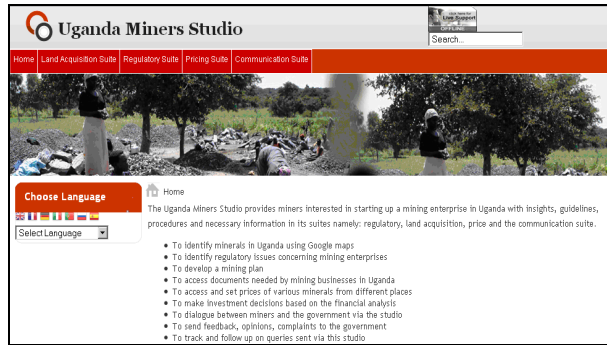 Uganda Miners Studio
Live Support
OFFLINE
Search...
Home Land Acquisition Suite Regulatory Suite Pricing Suite Communication Suite
Choose Language
Select Language
Home
The Uganda Miners Studio provides miners interested in starting up a mining enterprise in Uganda with insights, guidelines,
procedures and necessary information in its suites namely: regulatory, land acquisition, price and the communication suite.
• To identify minerals in Uganda using Google maps
• To identify regulatory issues concerning mining enterprises
• To develop a mining plan
• To access documents needed by mining businesses in Uganda
• To access and set prices of various minerals from different places
• To make investment decisions based on the financial analysis
• To dialogue between miners and the government via the studio
• To send feedback, opinions, complaints to the government
• To track and follow up on queries sent via this studio